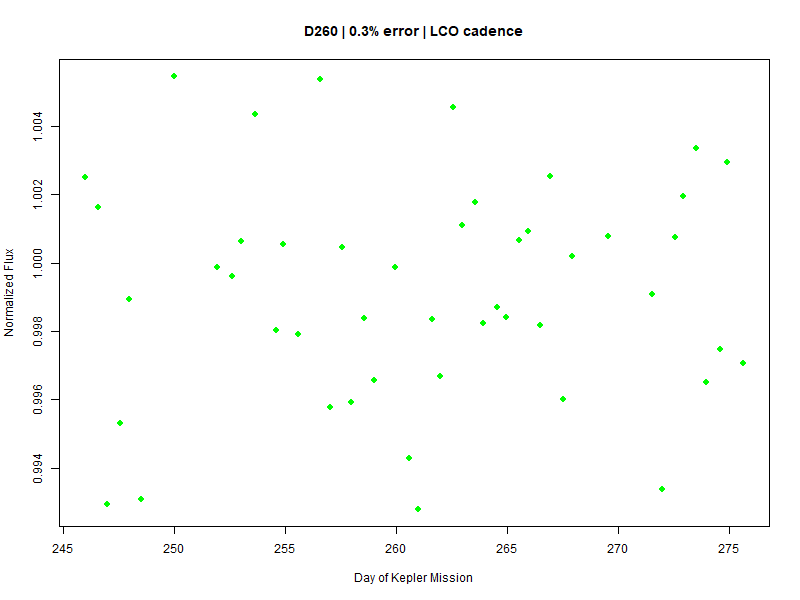 D260 | 0.3% error | LCO cadence
Normalized Flux
1.004
1.002
1.000
0.998
0.996
0.994
245 250 255 260 265 270 275
Day of Kepler Mission